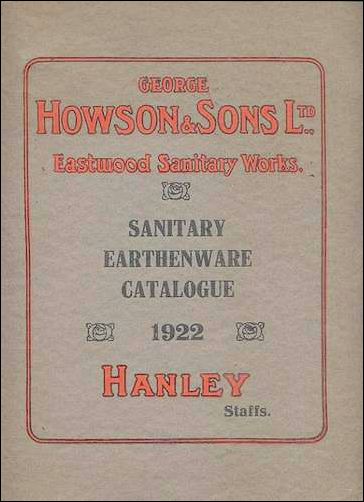 GEORGE
HOWSON & SONS LTD.,
Eastwood Sanitary Works.
SANITARY
EARTHENWARE
CATALOGUE
1922
HANLEY
Staffs.